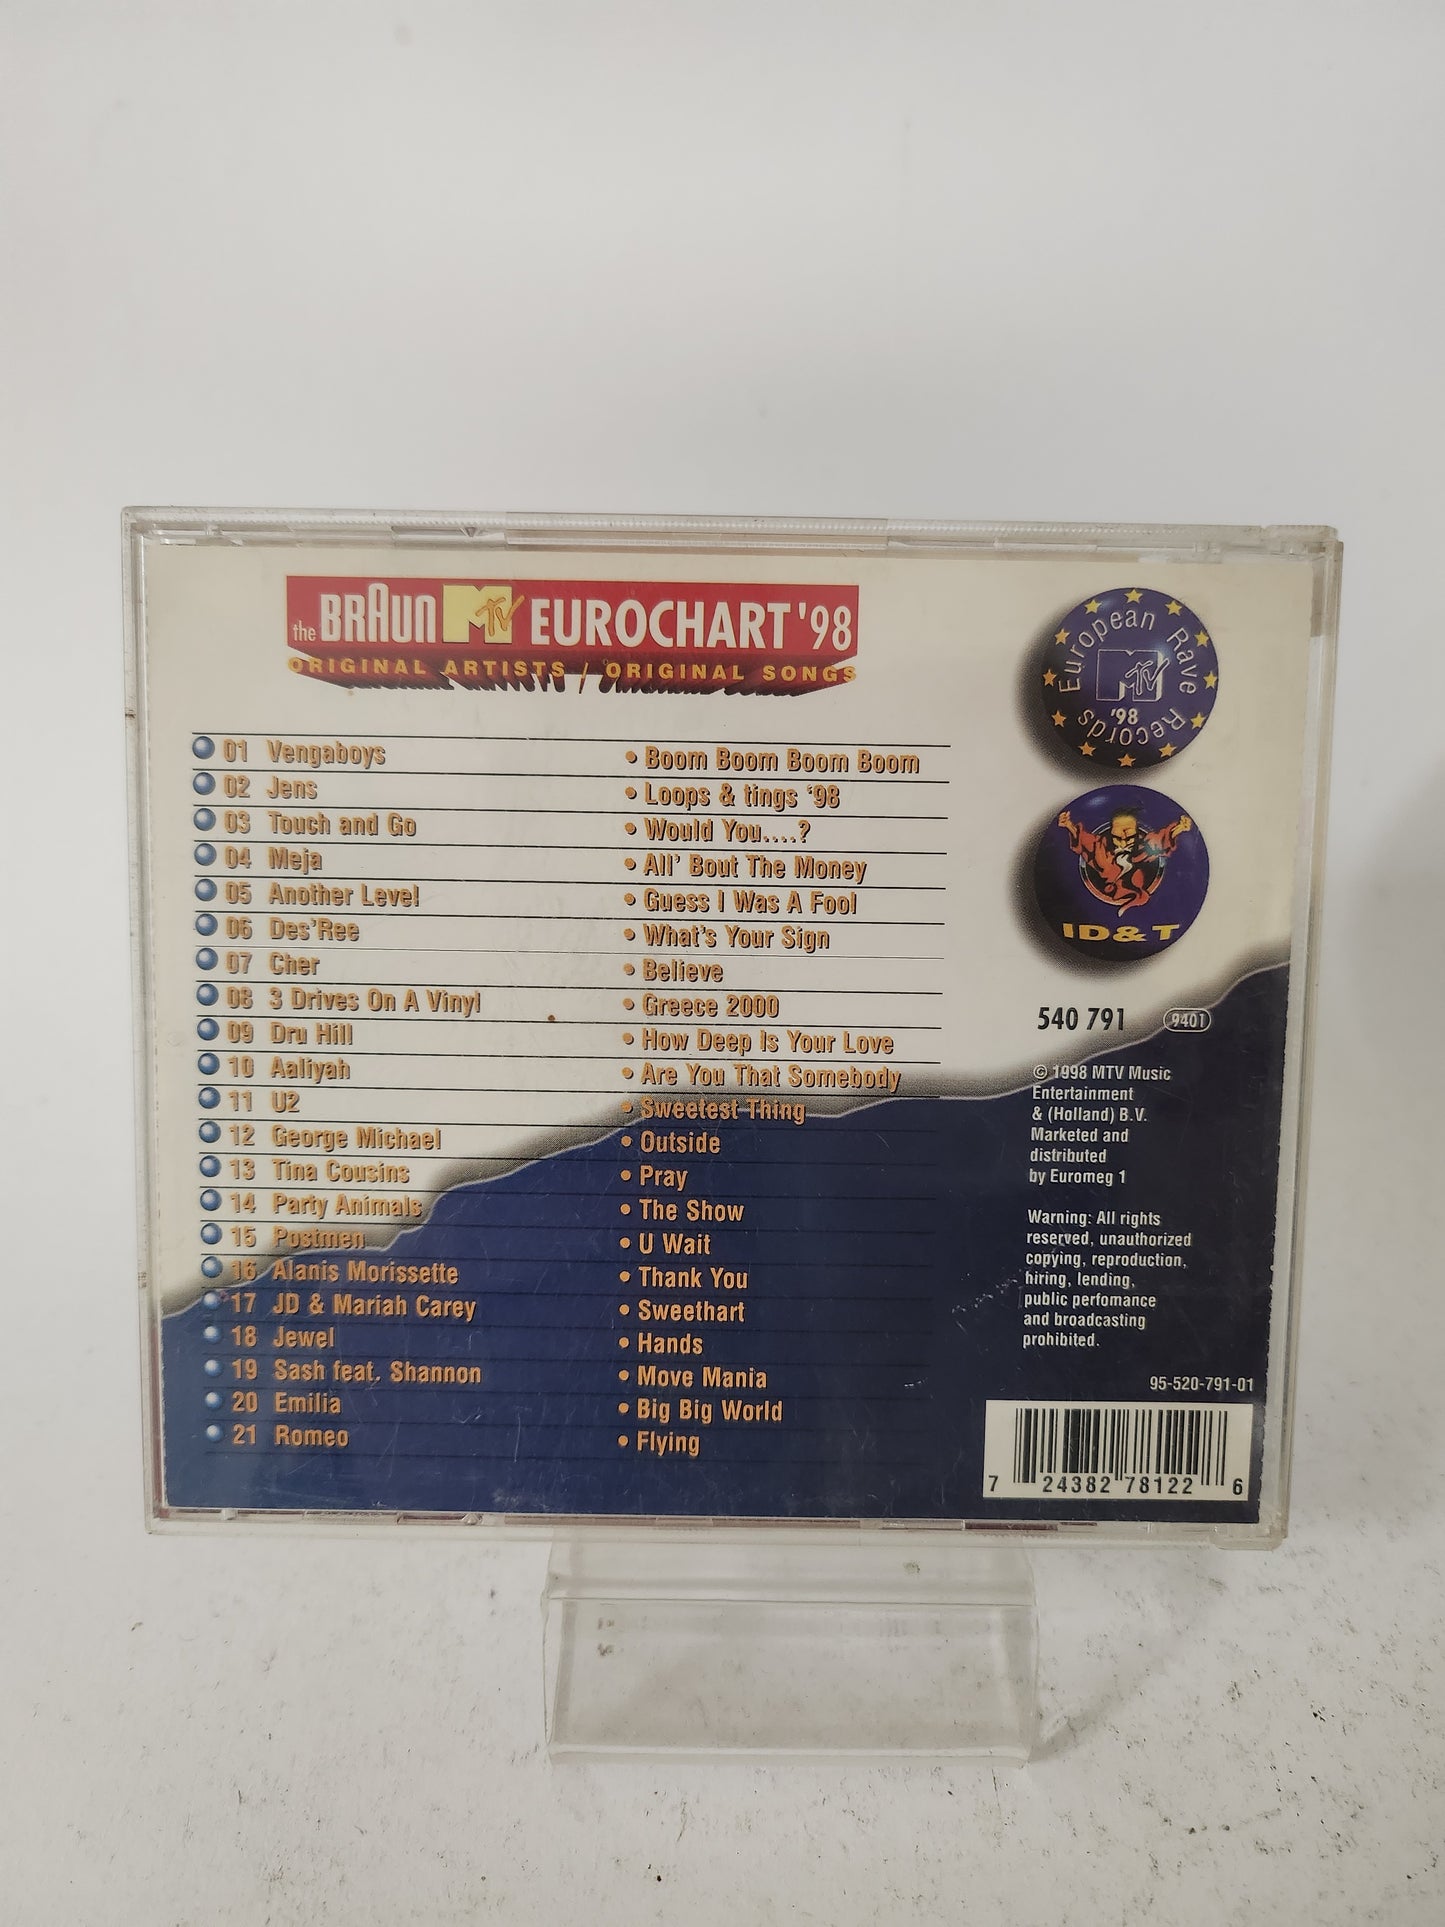 the BRAUN MTV EUROCHART '98
ORIGINAL ARTISTS / ORIGINAL SONGS
01 Vengaboys • Boom Boom Boom Boom
02 Jens • Loops & tings '98
03 Touch and Go • Would You....?
04 Meja • All' Bout The Money
05 Another Level • Guess I Was A Fool
06 Des'Ree • What's Your Sign
07 Cher • Believe
08 3 Drives On A Vinyl • Greece 2000
09 Dru Hill • How Deep Is Your Love
10 Aaliyah • Are You That Somebody
11 U2 • Sweetest Thing
12 George Michael • Outside
13 Tina Cousins • Pray
14 Party Animals • The Show
15 Postmen • U Wait
16 Alanis Morissette • Thank You
17 JD & Mariah Carey • Sweethart
18 Jewel • Hands
19 Sash feat. Shannon • Move Mania
20 Emilia • Big Big World
21 Romeo • Flying
European Rave Records
MTV
'98
ID&T
540 791 9401
© 1998 MTV Music
Entertainment
& (Holland) B.V.
Marketed and
distributed
by Euromeg 1
Warning: All rights
reserved, unauthorized
copying, reproduction,
hiring, lending,
public perfomance
and broadcasting
prohibited.
95-520-791-01
7 24382 78122 6